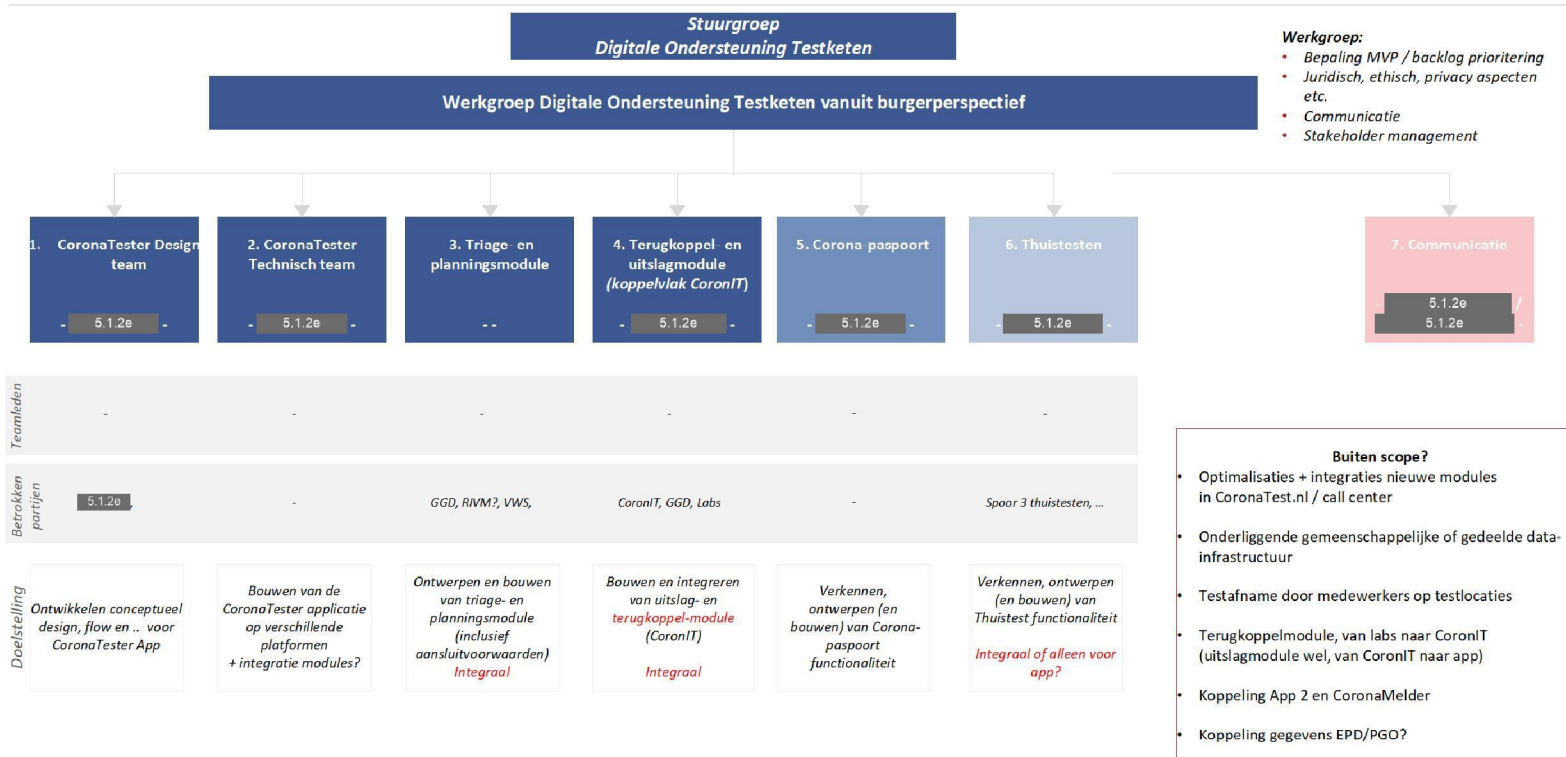 Stuurgroep
Digitale Ondersteuning Testketen
Werkgroep Digitale Ondersteuning Testketen vanuit burgerperspectief
Werkgroep:
• Bepaling MVP / backlog prioritering
• Juridisch, ethisch, privacy aspecten
etc.
• Communicatie
• Stakeholder management
1. CoronaTester Design
team
- 5.1.2e -
2. CoronaTester
Technisch team
- 5.1.2e -
3. Triage- en
planningsmodule
- -
4. Terugkoppel- en
uitslagmodule
(koppelvlak CoronIT)
- 5.1.2e -
5. Corona-paspoort
- 5.1.2e -
6. Thuistesten
- 5.1.2e -
7. Communicatie
- 5.1.2e /
5.1.2e -
Teamleden
- - - - - -
Betrokken
partijen
5.1.2e,
-
GGD, RIVM?, VWS,
CoronIT, GGD, Labs
-
Spoor 3 thuistesten, ...
Doelstelling
Ontwikkelen conceptueel
design, flow en .. voor
CoronaTester App
Bouwen van de
CoronaTester applicatie
op verschillende
platformen
+ integratie modules?
Ontwerpen en bouwen
van triage- en
planningsmodule
(inclusief
aansluitvoorwaarden)
Integraal
Bouwen en integreren
van uitslag- en
terugkoppel-module
(CoronIT)
Integraal
Verkennen,
ontwerpen (en
bouwen) van Corona-
paspoort
functionaliteit
Verkennen, ontwerpen
(en bouwen) van
Thuistest functionaliteit
Integraal of alleen voor
app?
Buiten scope?
• Optimalisaties + integraties nieuwe modules
in CoronaTest.nl / call center
• Onderliggende gemeenschappelijke of gedeelde data-
infrastructuur
• Testafname door medewerkers op testlocaties
• Terugkoppelmodule, van labs naar CoronIT
(uitslagmodule wel, van CoronIT naar app)
• Koppeling App 2 en CoronaMelder
• Koppeling gegevens EPD/PGO?